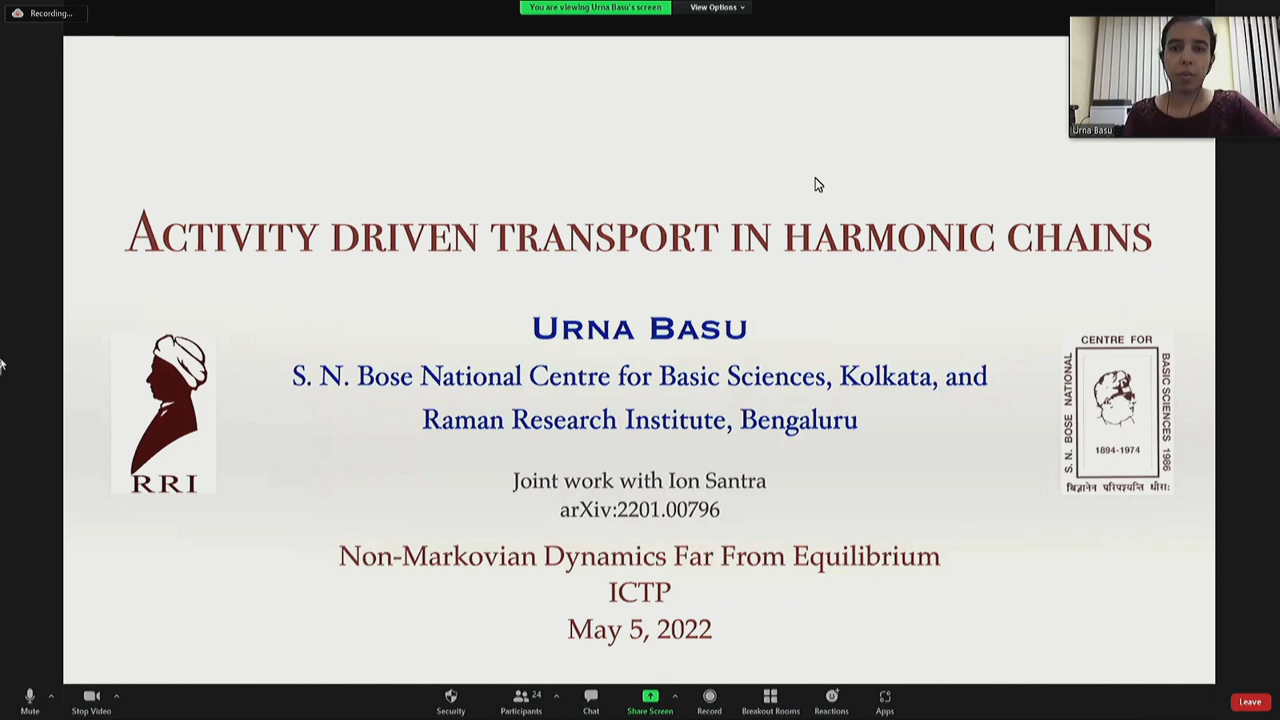 Recording...
You are viewing Urna Basu's screen
View Options
Urna Basu
ACTIVITY DRIVEN TRANSPORT IN HARMONIC CHAINS
URNA BASU
S. N. Bose National Centre for Basic Sciences, Kolkata, and
Raman Research Institute, Bengaluru
RRI
CENTRE FOR
S. N. BOSE NATIONAL
BASIC SCIENCES 1986
1894-1974
Joint work with Ion Santra
arXiv:2201.00796
Non-Markovian Dynamics Far From Equilibrium
ICTP
May 5, 2022
Mute
Stop Video
Security
24
Participants
Chat
Share Screen
Record
Breakout Rooms
Reactions
Apps
Leave